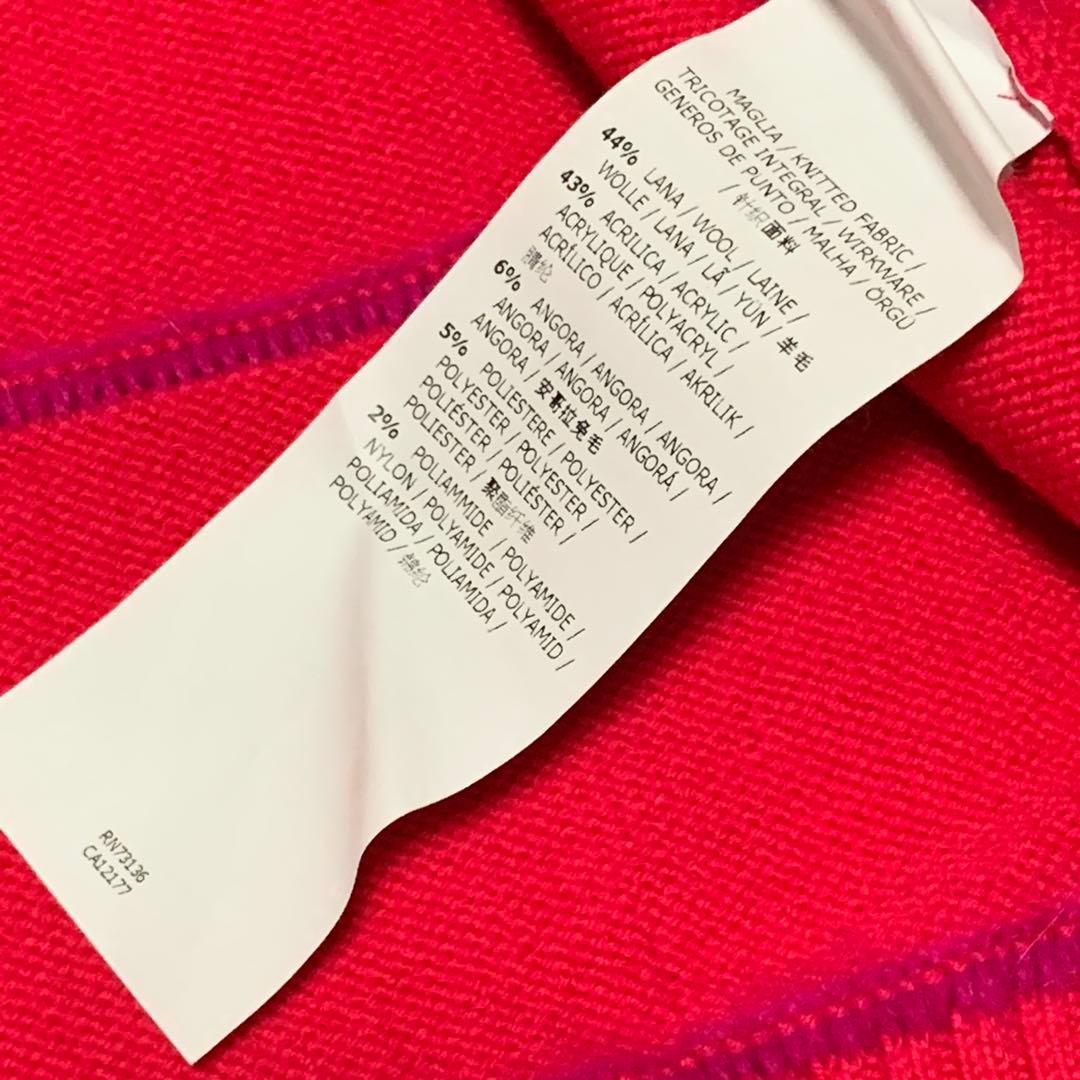 MAGLIA / KNITTED FABRIC /
TRICOTAGE INTEGRAL / WIRKWARE /
GENEROS DE PUNTO / MALHA / ÖRGÜ
/ 针织面料
44% LANA / WOOL / LAINE /
WOLLE / LANA / LÃ / YÜN / 羊毛
43% ACRILICA / ACRYLIC /
ACRYLIQUE / POLYACRYL /
ACRÍLICO / ACRÍLICA / AKRILIK /
腈纶
6% ANGORA / ANGORA / ANGORA /
ANGORA / ANGORA / ANGORÁ /
ANGORA / 安哥拉兔毛
5% POLIESTERE / POLYESTER /
POLYESTER / POLYESTER /
POLIÉSTER / POLIÉSTER /
POLIESTER / 聚酯纤维
2% POLIAMMIDE / POLYAMIDE /
NYLON / POLYAMIDE / POLYAMID /
POLIAMIDA / POLIAMIDA /
POLYAMID / 锦纶
RN73136
CA12177